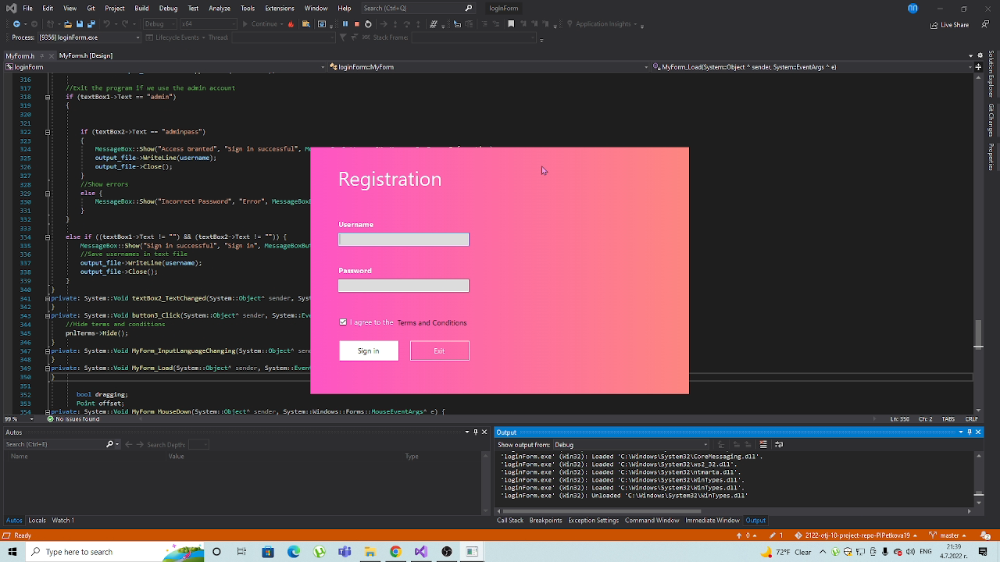 File Edit View Git Project Build Debug Test Analyze Tools Extensions Window Help Search (Ctrl+Q) loginForm
Debug x64 Continue Application Insights Live Share
Process: [9356] loginForm.exe Lifecycle Events Thread: Stack Frame:
MyForm.h MyForm.h [Design]
loginForm loginForm::MyForm MyForm_Load(System::Object ^ sender, System::EventArgs ^ e)
316
317 //Exit the program if we use the admin account
318 if (textBox1->Text == "admin")
319 {
320
321
322 if (textBox2->Text == "adminpass")
323 {
324 MessageBox::Show("Access Granted", "Sign in successful",
325 output_file->WriteLine(username);
326 output_file->Close();
327 }
328 //Show errors
329 else {
330 MessageBox::Show("Incorrect Password", "Error",
331 }
332 }
333
334 else if ((textBox1->Text != "") && (textBox2->Text != "")) {
335 MessageBox::Show("Sign in successful", "Sign in", MessageBoxBut
336 //Save usernames in text file
337 output_file->WriteLine(username);
338 output_file->Close();
339 }
340 }
341 private: System::Void textBox2_TextChanged(System::Object^ sender, Sys
342 }
343 private: System::Void button3_Click(System::Object^ sender, System::Eve
344 //Hide terms and conditions
345 pnlTerms->Hide();
346 }
347 private: System::Void MyForm_InputLanguageChanging(System::Object^ send
348 }
349 private: System::Void MyForm_Load(System::Object^ sender, System::Event
350 }
351
352 bool dragging;
353 Point offset;
354 private: System::Void MyForm_MouseDown(System::Object^ sender, System::Windows::Forms::MouseEventArgs^ e) {
Registration
Username
Password
I agree to the Terms and Conditions
Sign in Exit
99 % No issues found Ln: 350 Ch: 2 TABS CRLF
Autos
Search (Ctrl+E) Search Depth:
Name Value Type
Autos Locals Watch 1
Output
Show output from: Debug
'loginForm.exe' (Win32): Loaded 'C:\Windows\System32\CoreMessaging.dll'.
'loginForm.exe' (Win32): Loaded 'C:\Windows\System32\ws2_32.dll'.
'loginForm.exe' (Win32): Loaded 'C:\Windows\System32\ntmarta.dll'.
'loginForm.exe' (Win32): Loaded 'C:\Windows\System32\WinTypes.dll'.
'loginForm.exe' (Win32): Loaded 'C:\Windows\System32\WinTypes.dll'.
'loginForm.exe' (Win32): Unloaded 'C:\Windows\System32\WinTypes.dll'
Call Stack Breakpoints Exception Settings Command Window Immediate Window Output
Solution Explorer
Git Changes
Properties
Ready 0 1 2122-otj-10-project-repo-PIPetkova19 master 2
Type here to search 72°F Clear ENG 21:39
4.7.2022 г.